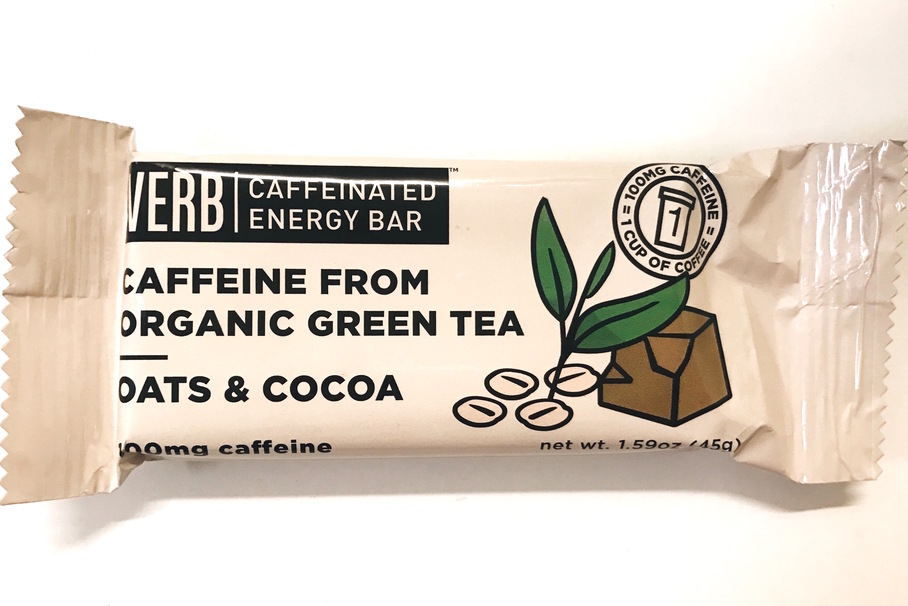 VERB | CAFFEINATED ENERGY BAR™
CAFFEINE FROM
ORGANIC GREEN TEA
OATS & COCOA
100mg caffeine
= 100MG CAFFEINE =
1 CUP OF COFFEE
1
net wt. 1.59oz (45g)